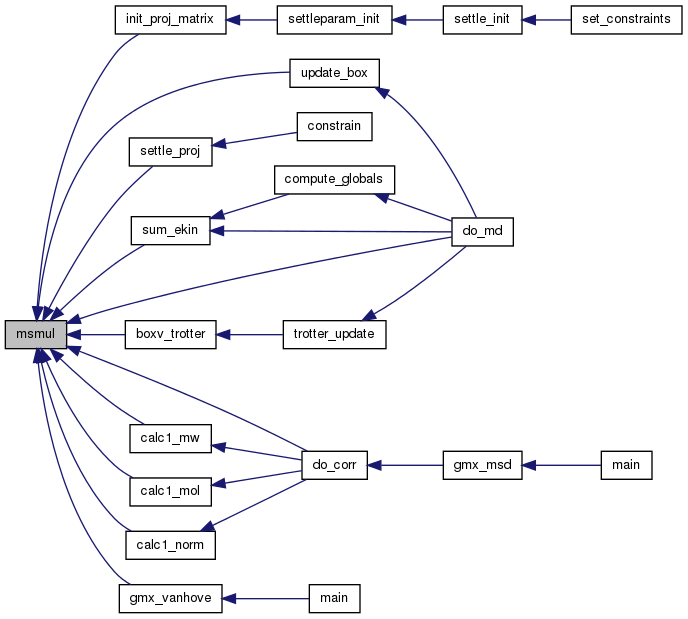 init_proj_matrix
settleparam_init
settle_init
set_constraints
update_box
constrain
settle_proj
compute_globals
sum_ekin
do_md
msmul
boxv_trotter
trotter_update
calc1_mw
do_corr
gmx_msd
main
calc1_mol
calc1_norm
gmx_vanhove
main